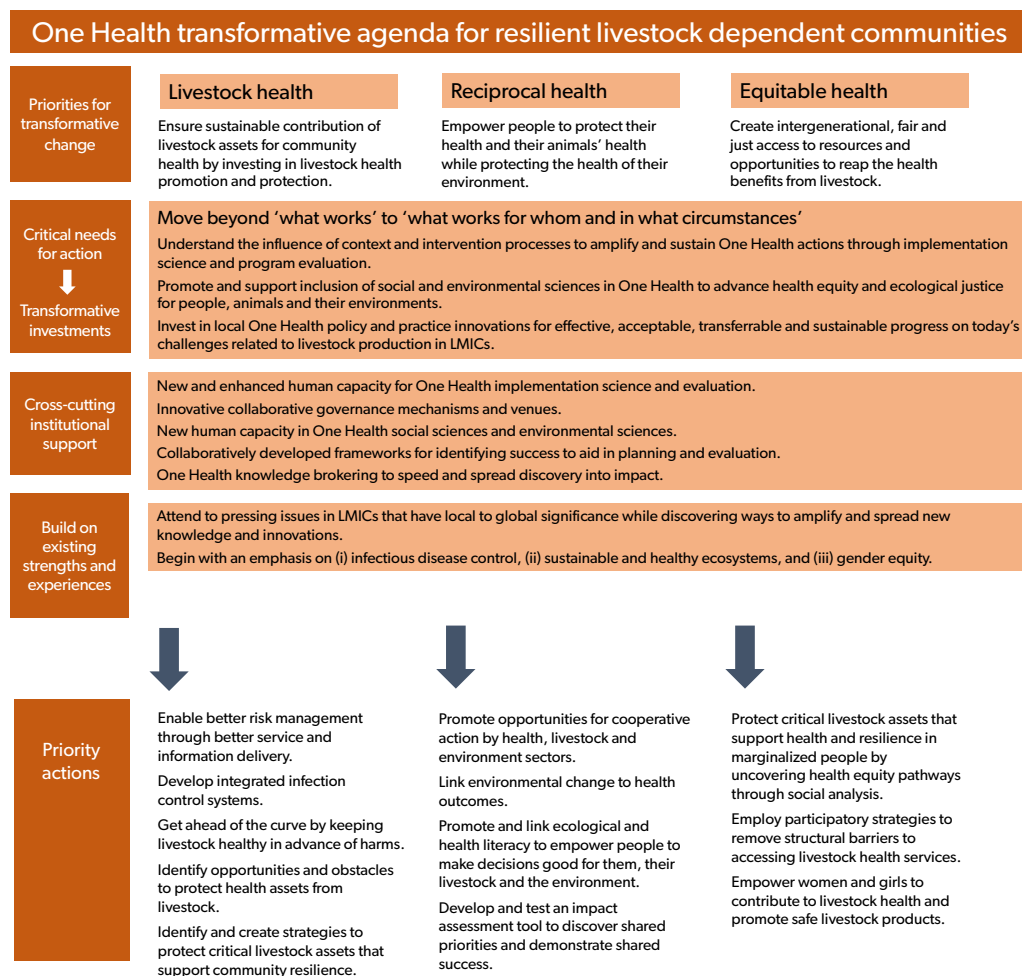 One Health transformative agenda for resilient livestock dependent communities
Priorities for
transformative
change
Livestock health
Ensure sustainable contribution of
livestock assets for community
health by investing in livestock health
promotion and protection.
Reciprocal health
Empower people to protect their
health and their animals’ health
while protecting the health of their
environment.
Equitable health
Create intergenerational, fair and
just access to resources and
opportunities to reap the health
benefits from livestock.
Critical needs
for action
Transformative
investments
Move beyond ‘what works’ to ‘what works for whom and in what circumstances’
Understand the influence of context and intervention processes to amplify and sustain One Health actions through implementation
science and program evaluation.
Promote and support inclusion of social and environmental sciences in One Health to advance health equity and ecological justice
for people, animals and their environments.
Invest in local One Health policy and practice innovations for effective, acceptable, transferrable and sustainable progress on today’s
challenges related to livestock production in LMICs.
Cross-cutting
institutional
support
New and enhanced human capacity for One Health implementation science and evaluation.
Innovative collaborative governance mechanisms and venues.
New human capacity in One Health social sciences and environmental sciences.
Collaboratively developed frameworks for identifying success to aid in planning and evaluation.
One Health knowledge brokering to speed and spread discovery into impact.
Build on
existing
strengths and
experiences
Attend to pressing issues in LMICs that have local to global significance while discovering ways to amplify and spread new
knowledge and innovations.
Begin with an emphasis on (i) infectious disease control, (ii) sustainable and healthy ecosystems, and (iii) gender equity.
Priority
actions
Enable better risk management
through better service and
information delivery.
Develop integrated infection
control systems.
Get ahead of the curve by keeping
livestock healthy in advance of harms.
Identify opportunities and obstacles
to protect health assets from
livestock.
Identify and create strategies to
protect critical livestock assets that
support community resilience.
Promote opportunities for cooperative
action by health, livestock and
environment sectors.
Link environmental change to health
outcomes.
Promote and link ecological and
health literacy to empower people to
make decisions good for them, their
livestock and the environment.
Develop and test an impact
assessment tool to discover shared
priorities and demonstrate shared
success.
Protect critical livestock assets that
support health and resilience in
marginalized people by
uncovering health equity pathways
through social analysis.
Employ participatory strategies to
remove structural barriers to
accessing livestock health services.
Empower women and girls to
contribute to livestock health and
promote safe livestock products.